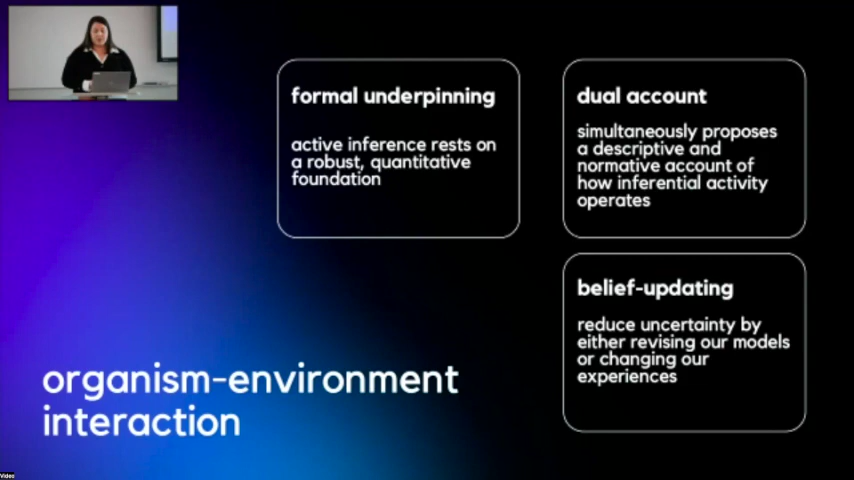 formal underpinning
active inference rests on
a robust, quantitative
foundation
dual account
simultaneously proposes
a descriptive and
normative account of
how inferential activity
operates
belief-updating
reduce uncertainty by
either revising our models
or changing our
experiences
organism-environment
interaction
Video